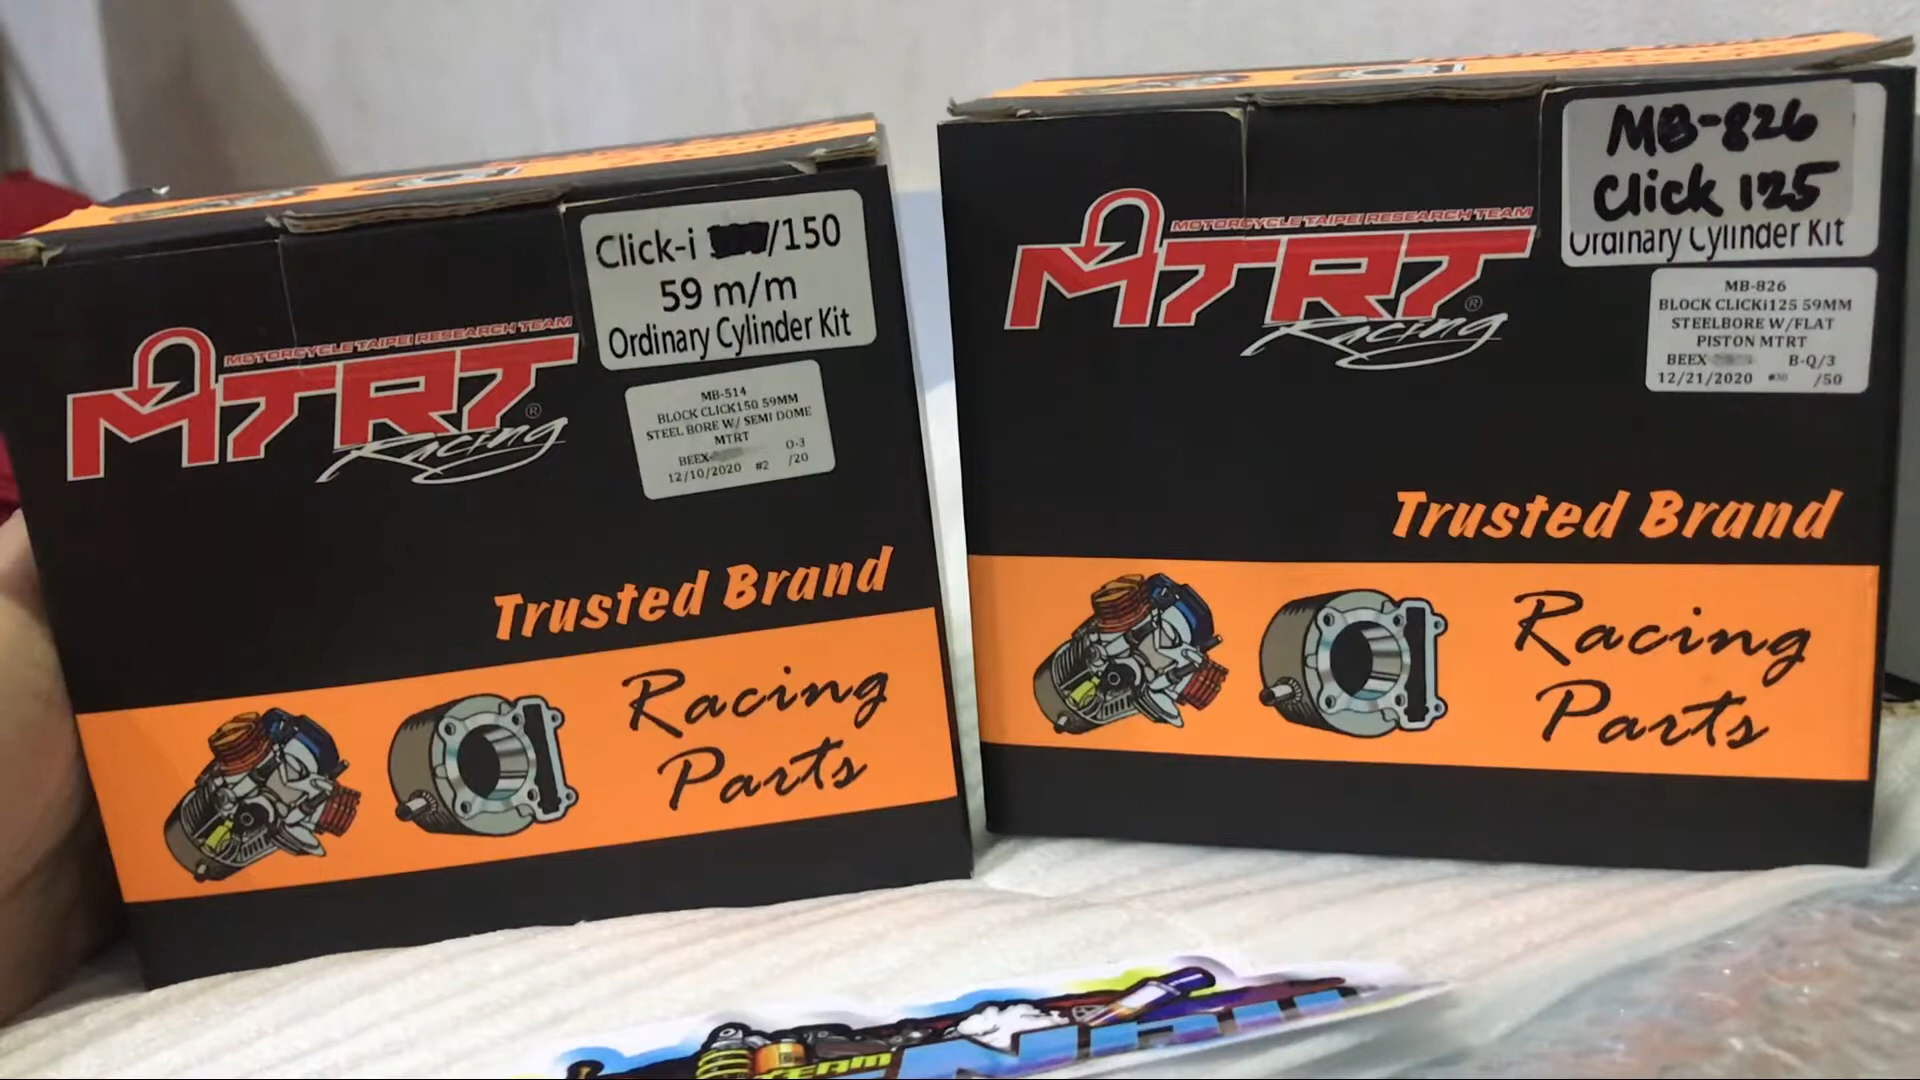 Click-i /150
59 m/m
Ordinary Cylinder Kit
MOTORCYCLE TAIPEI RESEARCH TEAM
MTRT®
Racing
MB-514
BLOCK CLICK150 59MM
STEEL BORE W/ SEMI DOME
MTRT
BEEX- O-3
12/10/2020 #2 /20
Trusted Brand
Racing
Parts
MB-826
Click 125
Ordinary Cylinder Kit
MOTORCYCLE TAIPEI RESEARCH TEAM
MTRT®
Racing
MB-826
BLOCK CLICKi125 59MM
STEELBORE W/FLAT
PISTON MTRT
BEEX B-Q/3
12/21/2020 #30 /50
Trusted Brand
Racing
Parts
TEAM